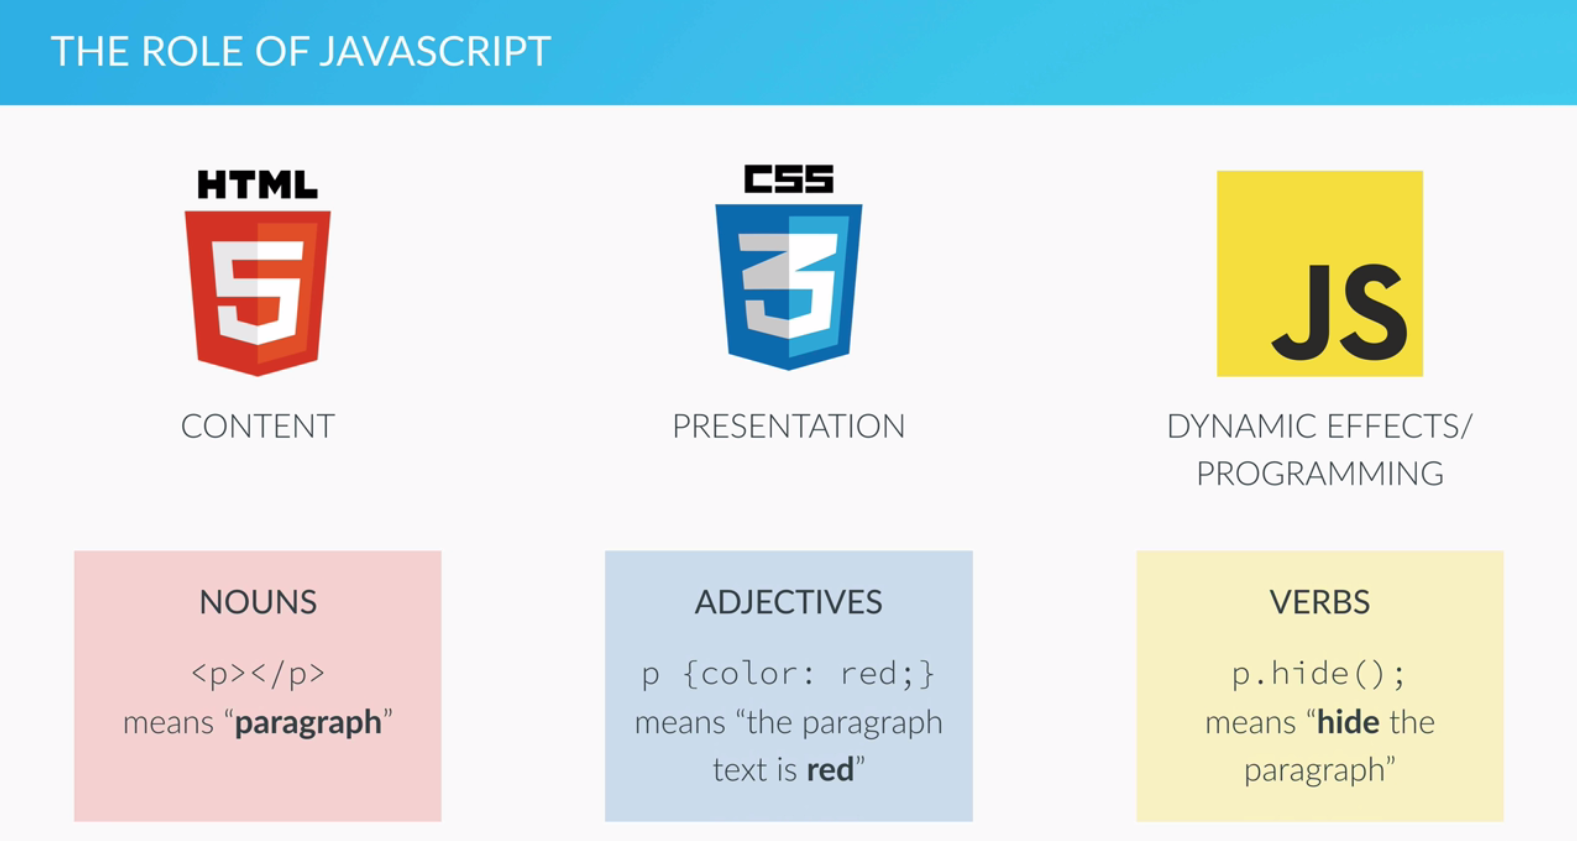 THE ROLE OF JAVASCRIPT
HTML
5
CONTENT
CSS
3
PRESENTATION
JS
DYNAMIC EFFECTS/
PROGRAMMING
NOUNS
<p></p>
means “paragraph”
ADJECTIVES
p {color: red;}
means “the paragraph
text is red”
VERBS
p.hide();
means “hide the
paragraph”